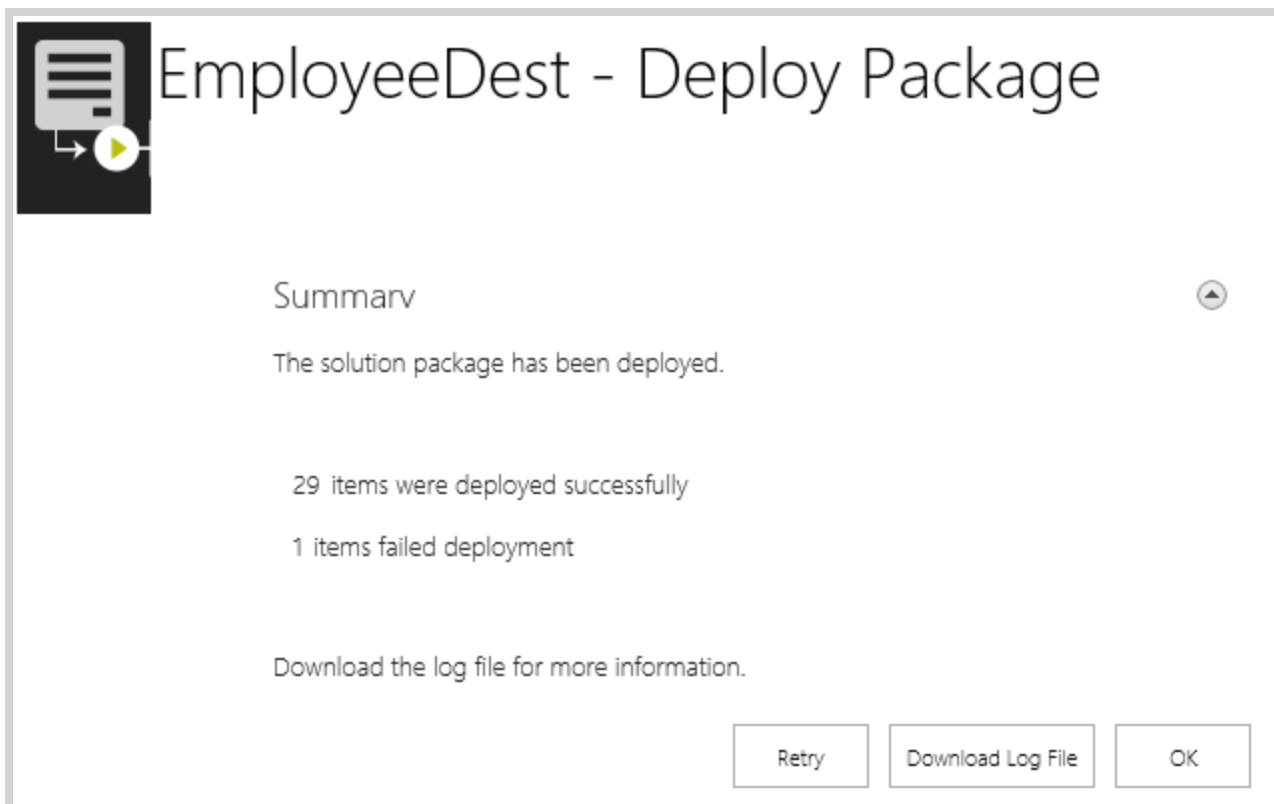 EmployeeDest - Deploy Package
Summary
The solution package has been deployed.
29 items were deployed successfully
1 items failed deployment
Download the log file for more information.
Retry
Download Log File
OK